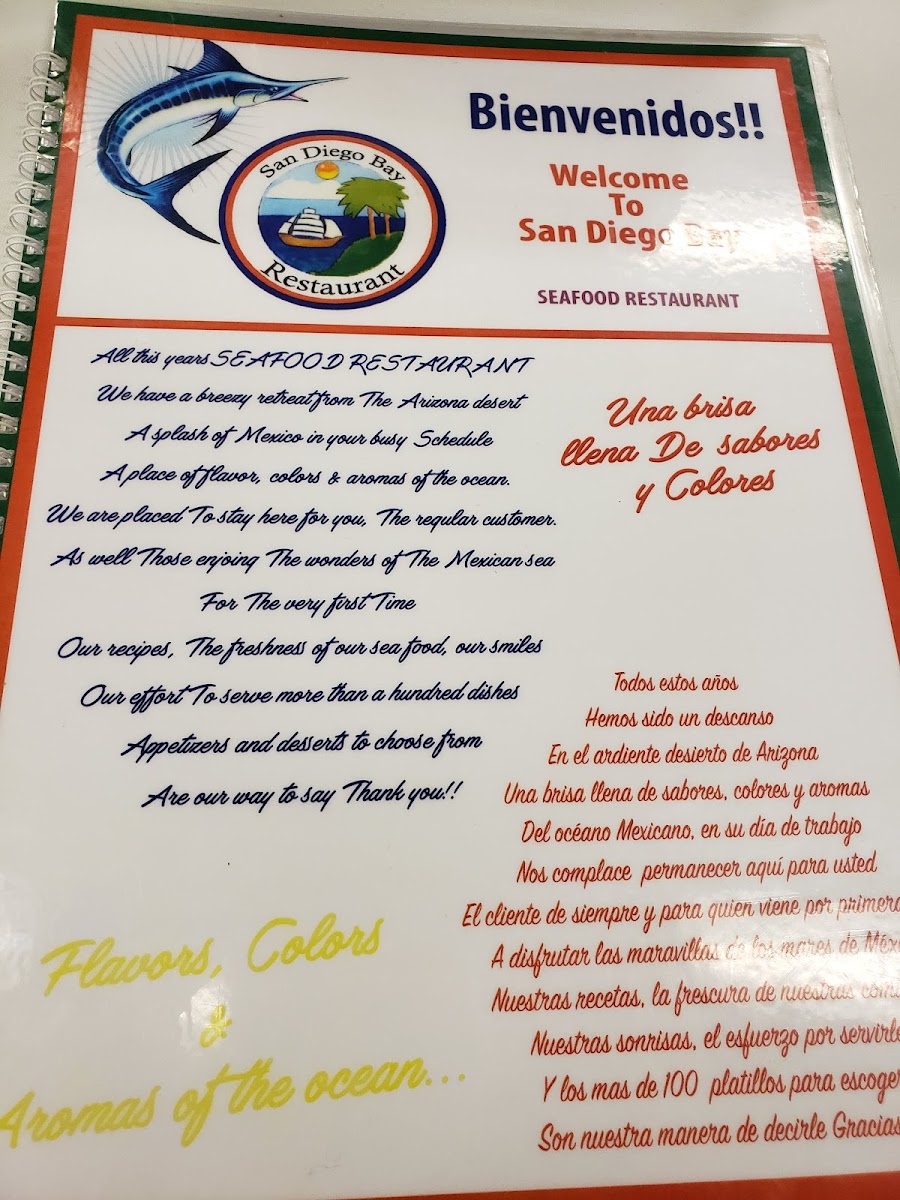 San Diego Bay
Restaurant
Bienvenidos!!
Welcome
To
San Diego Bay
SEAFOOD RESTAURANT
All this years SEAFOOD RESTAURANT
We have a breezy retreat from The Arizona desert
A splash of Mexico in your busy Schedule
A place of flavor, colors & aromas of the ocean.
We are placed To stay here for you, The regular customer.
As well Those enjoing The wonders of The Mexican sea
For The very first Time
Our recipes, The freshness of our sea food, our smiles
Our effort To serve more than a hundred dishes
Appetizers and desserts to choose from
Are our way to say Thank you!!
Una brisa
llena De sabores
y Colores
Todos estos años
Hemos sido un descanso
En el ardiente desierto de Arizona
Una brisa llena de sabores, colores y aromas
Del océano Mexicano, en su día de trabajo
Nos complace permanecer aquí para usted
El cliente de siempre y para quien viene por primera
A disfrutar las maravillas de los mares de
Nuestras recetas, la frescura de nuestras
Nuestras sonrisas, el esfuerzo por servirle
Y los mas de 100 platillos para escoger
Son nuestra manera de decirle Gracias
Flavors, Colors
&
Aromas of the ocean...